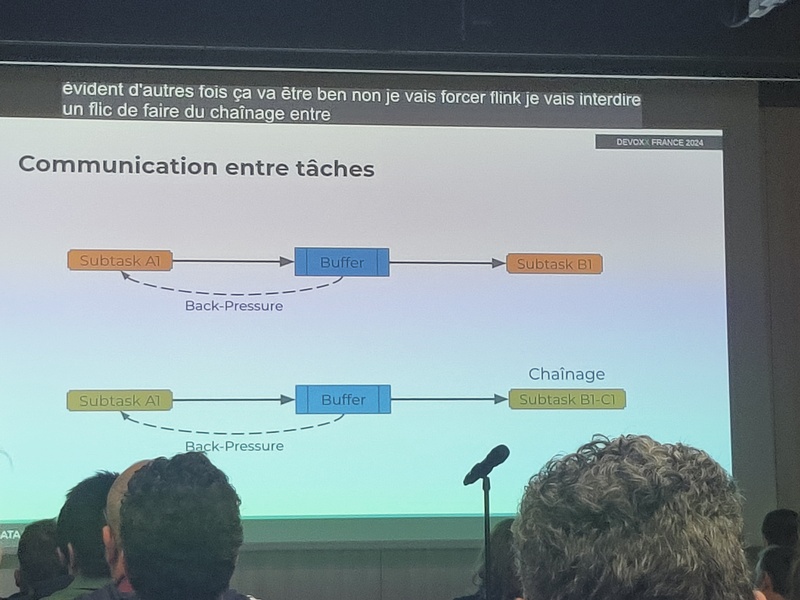 évident d'autres fois ça va être ben non je vais forcer flink je vais interdire
un flic de faire du chaînage entre
DEVOXX FRANCE 2024
Communication entre tâches
Subtask A1
Buffer
Subtask B1
Back-Pressure
Chaînage
Subtask A1
Buffer
Subtask B1-C1
Back-Pressure
ATA